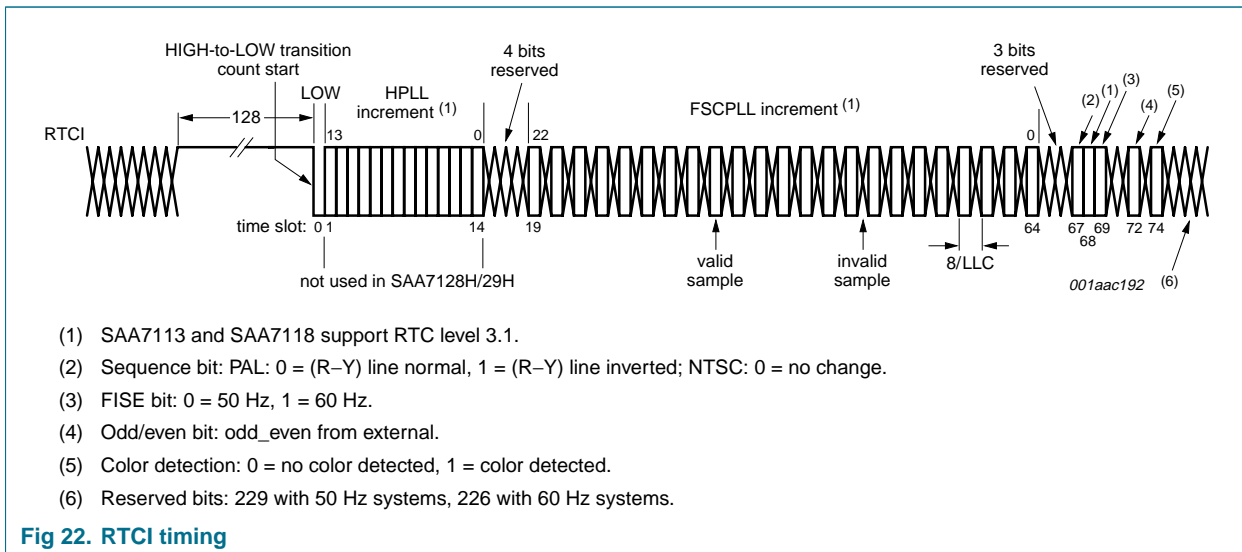 HIGH-to-LOW transition
count start
4 bits
reserved
3 bits
reserved
(3)
(1)
(2)
(5)
(4)
LOW
HPLL
increment (1)
FSCPLL increment (1)
128
13
0
22
0
RTCI
time slot:
0 1
14
19
64
67
69
72
74
68
not used in SAA7128H/29H
valid
sample
invalid
sample
8/LLC
001aac192
(6)
(1) SAA7113 and SAA7118 support RTC level 3.1.
(2) Sequence bit: PAL: 0 = (R−Y) line normal, 1 = (R−Y) line inverted; NTSC: 0 = no change.
(3) FISE bit: 0 = 50 Hz, 1 = 60 Hz.
(4) Odd/even bit: odd_even from external.
(5) Color detection: 0 = no color detected, 1 = color detected.
(6) Reserved bits: 229 with 50 Hz systems, 226 with 60 Hz systems.
Fig 22. RTCI timing